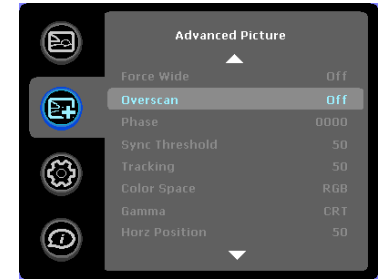 Advanced Picture
Force Wide Off
Overscan Off
Phase 0000
Sync Threshold 50
Tracking 50
Color Space RGB
Gamma CRT
Horz Position 50